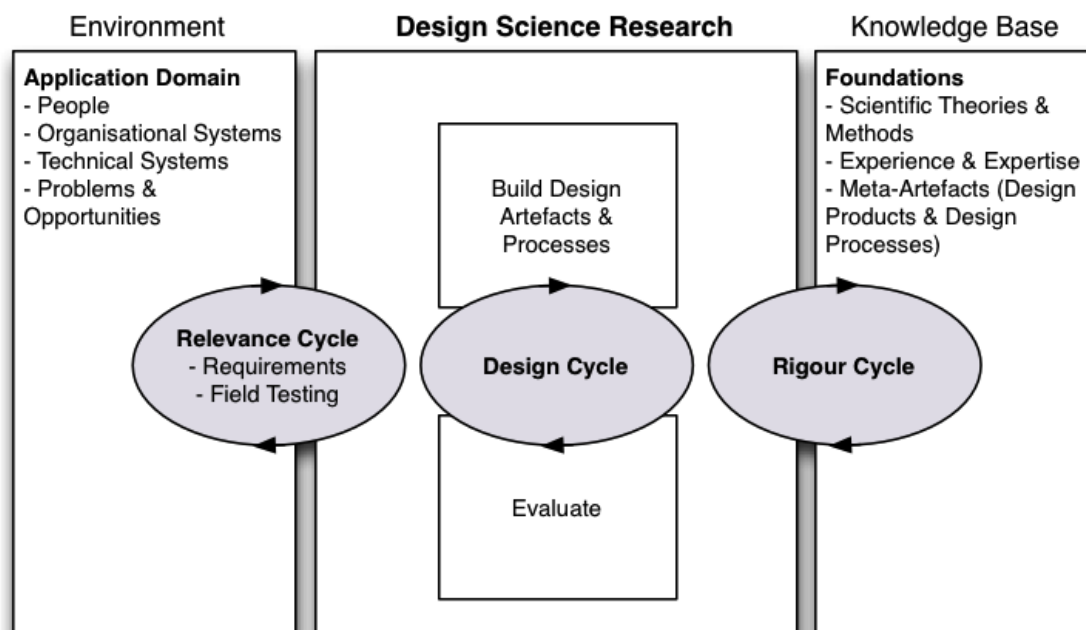 Environment
Design Science Research
Knowledge Base
Application Domain
- People
- Organisational Systems
- Technical Systems
- Problems &
Opportunities
Build Design
Artefacts &
Processes
Foundations
- Scientific Theories &
Methods
- Experience & Expertise
- Meta-Artefacts (Design
Products & Design
Processes)
Relevance Cycle
- Requirements
- Field Testing
Design Cycle
Rigour Cycle
Evaluate